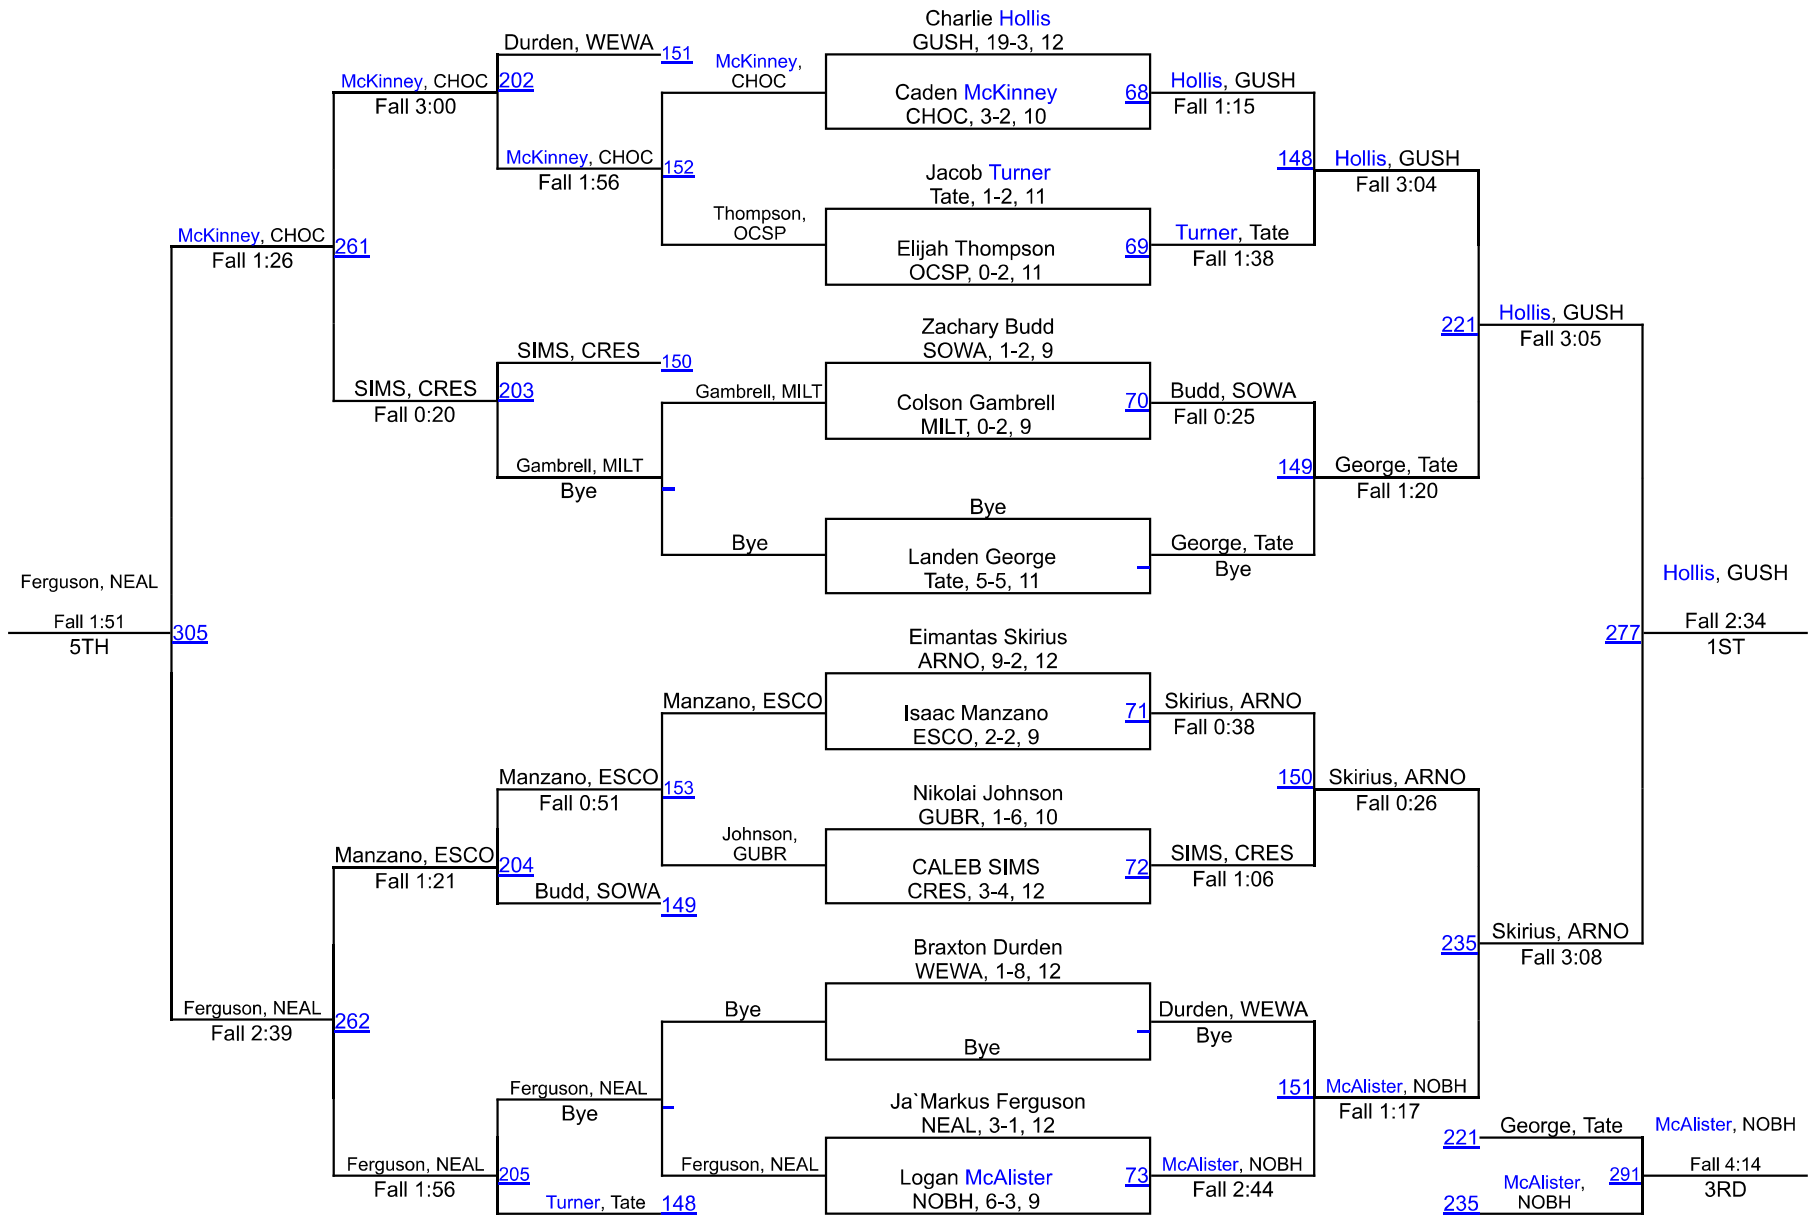 Charlie Hollis
GUSH, 19-3, 12
Durden, WEWA 151
McKinney,
CHOC
McKinney, CHOC 202
Fall 3:00
Caden McKinney 68
CHOC, 3-2, 10
Hollis, GUSH
Fall 1:15
McKinney, CHOC 152
Fall 1:56
Jacob Turner
Tate, 1-2, 11
148 Hollis, GUSH
Fall 3:04
Thompson,
OCSP
McKinney, CHOC 261
Fall 1:26
Elijah Thompson 69
OCSP, 0-2, 11
Turner, Tate
Fall 1:38
Zachary Budd
SOWA, 1-2, 9
221 Hollis, GUSH
Fall 3:05
SIMS, CRES 150
SIMS, CRES 203
Fall 0:20
Gambrell, MILT
Colson Gambrell 70
MILT, 0-2, 9
Budd, SOWA
Fall 0:25
Gambrell, MILT
Bye
149 George, Tate
Fall 1:20
Bye
Bye
Landen George
Tate, 5-5, 11
George, Tate
Bye
Ferguson, NEAL
Fall 1:51 305
5TH
Hollis, GUSH
277 Fall 2:34
1ST
Eimantas Skirius
ARNO, 9-2, 12
Manzano, ESCO
Isaac Manzano 71
ESCO, 2-2, 9
Skirius, ARNO
Fall 0:38
Manzano, ESCO 153
Fall 0:51
Nikolai Johnson
GUBR, 1-6, 10
150 Skirius, ARNO
Fall 0:26
Johnson,
GUBR
Manzano, ESCO 204
Fall 1:21
CALEB SIMS 72
CRES, 3-4, 12
SIMS, CRES
Fall 1:06
Budd, SOWA 149
Braxton Durden
WEWA, 1-8, 12
235 Skirius, ARNO
Fall 3:08
Ferguson, NEAL 262
Fall 2:39
Bye
Bye
Durden, WEWA
Bye
Ferguson, NEAL
Bye
Ja`Markus Ferguson
NEAL, 3-1, 12
151 McAlister, NOBH
Fall 1:17
Ferguson, NEAL 205
Fall 1:56
Ferguson, NEAL
Logan McAlister 73
NOBH, 6-3, 9
McAlister, NOBH
Fall 2:44
Turner, Tate 148
221 George, Tate
McAlister, NOBH
McAlister,
NOBH
235
291 Fall 4:14
3RD